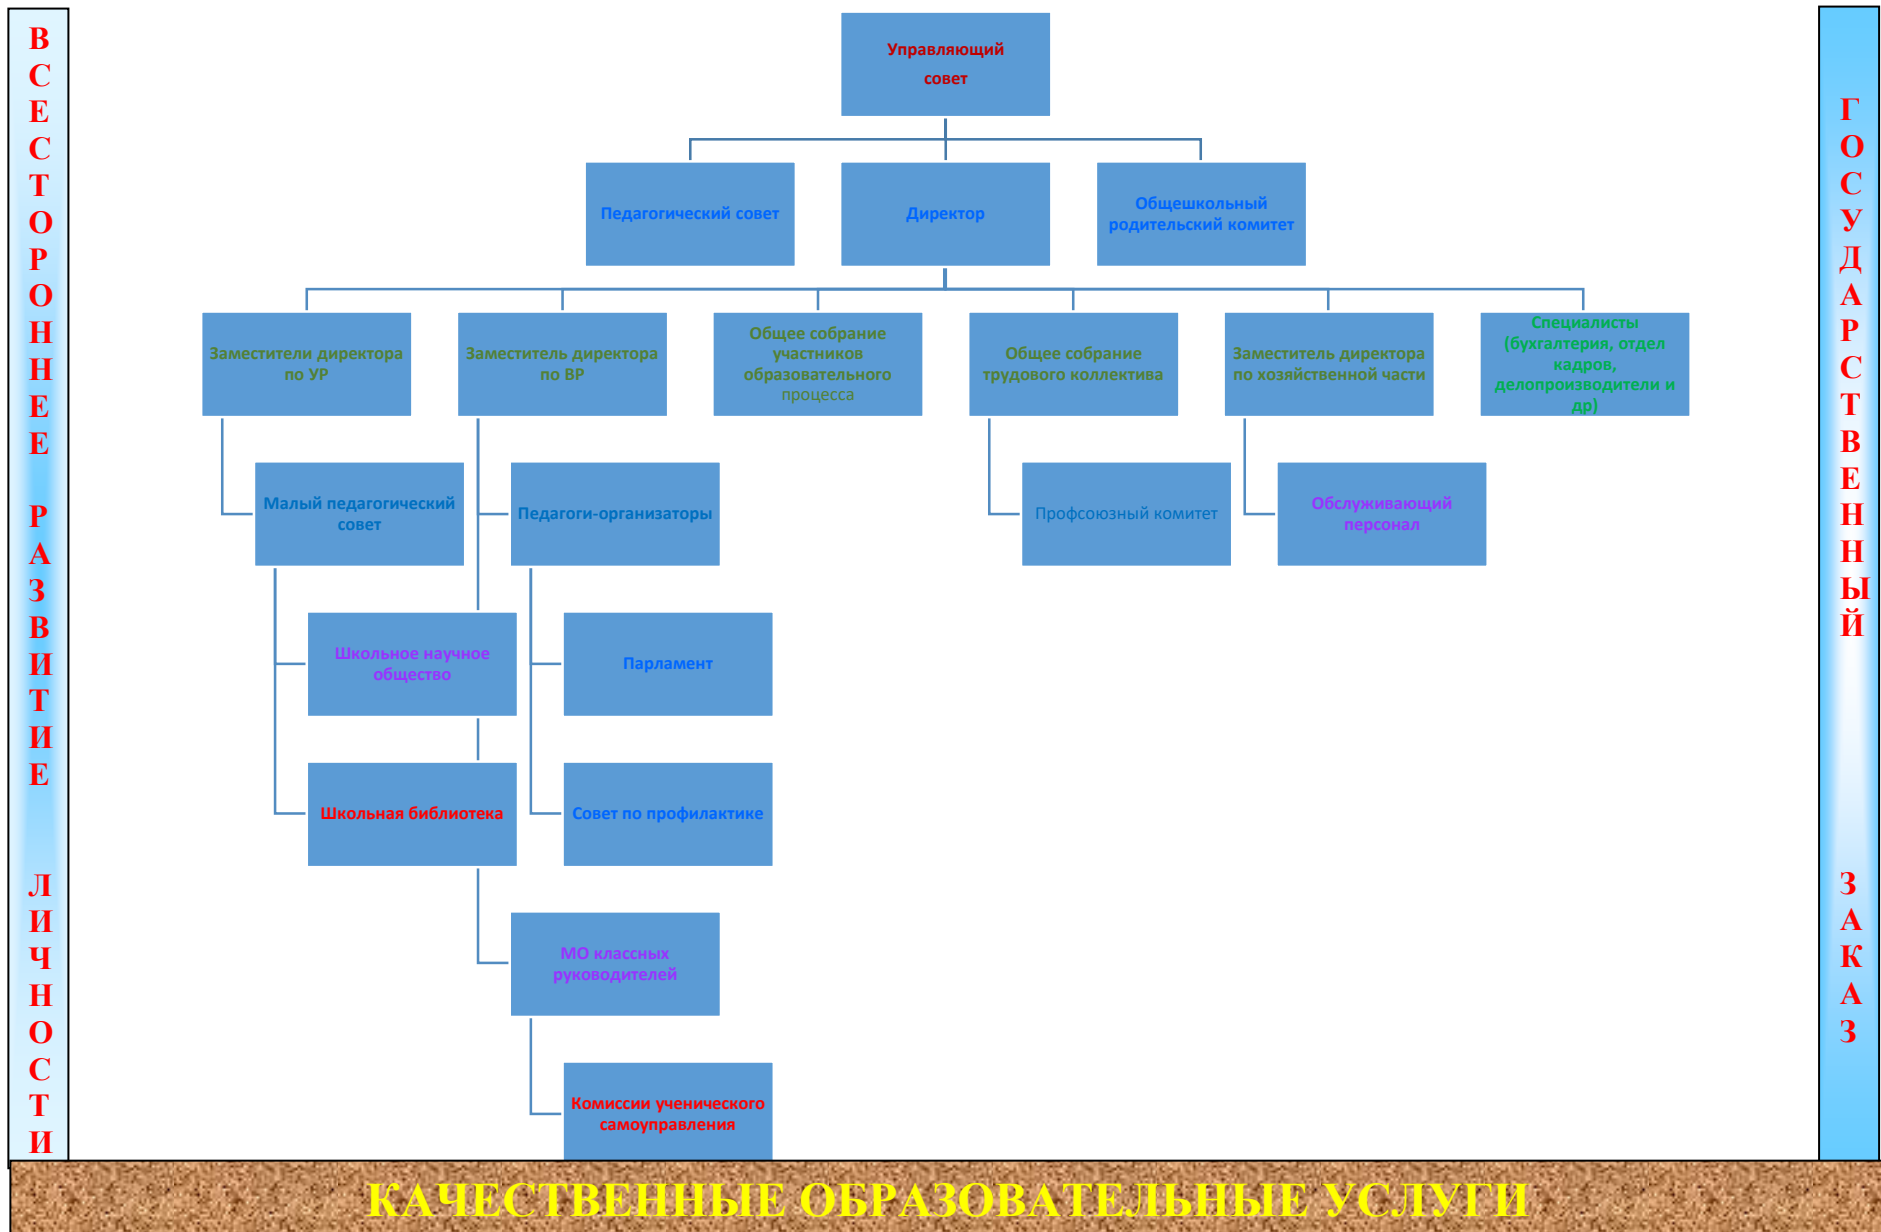 ВСЕСТОРОННЕЕ РАЗВИТИЕ ЛИЧНОСТИ
Управляющий
совет
Педагогический совет
Директор
Общешкольный
родительский комитет
Заместители директора
по УР
Заместитель директора
по ВР
Общее собрание
участников
образовательного
процесса
Общее собрание
трудового коллектива
Заместитель директора
по хозяйственной части
Специалисты
(бухгалтерия, отдел
кадров,
делопроизводители и
др)
Малый педагогический
совет
Педагоги-организаторы
Профсоюзный комитет
Обслуживающий
персонал
Школьное научное
общество
Парламент
Школьная библиотека
Совет по профилактике
МО классных
руководителей
Комиссии ученического
самоуправления
ГОСУДАРСТВЕННЫЙ ЗАКАЗ
КАЧЕСТВЕННЫЕ ОБРАЗОВАТЕЛЬНЫЕ УСЛУГИ